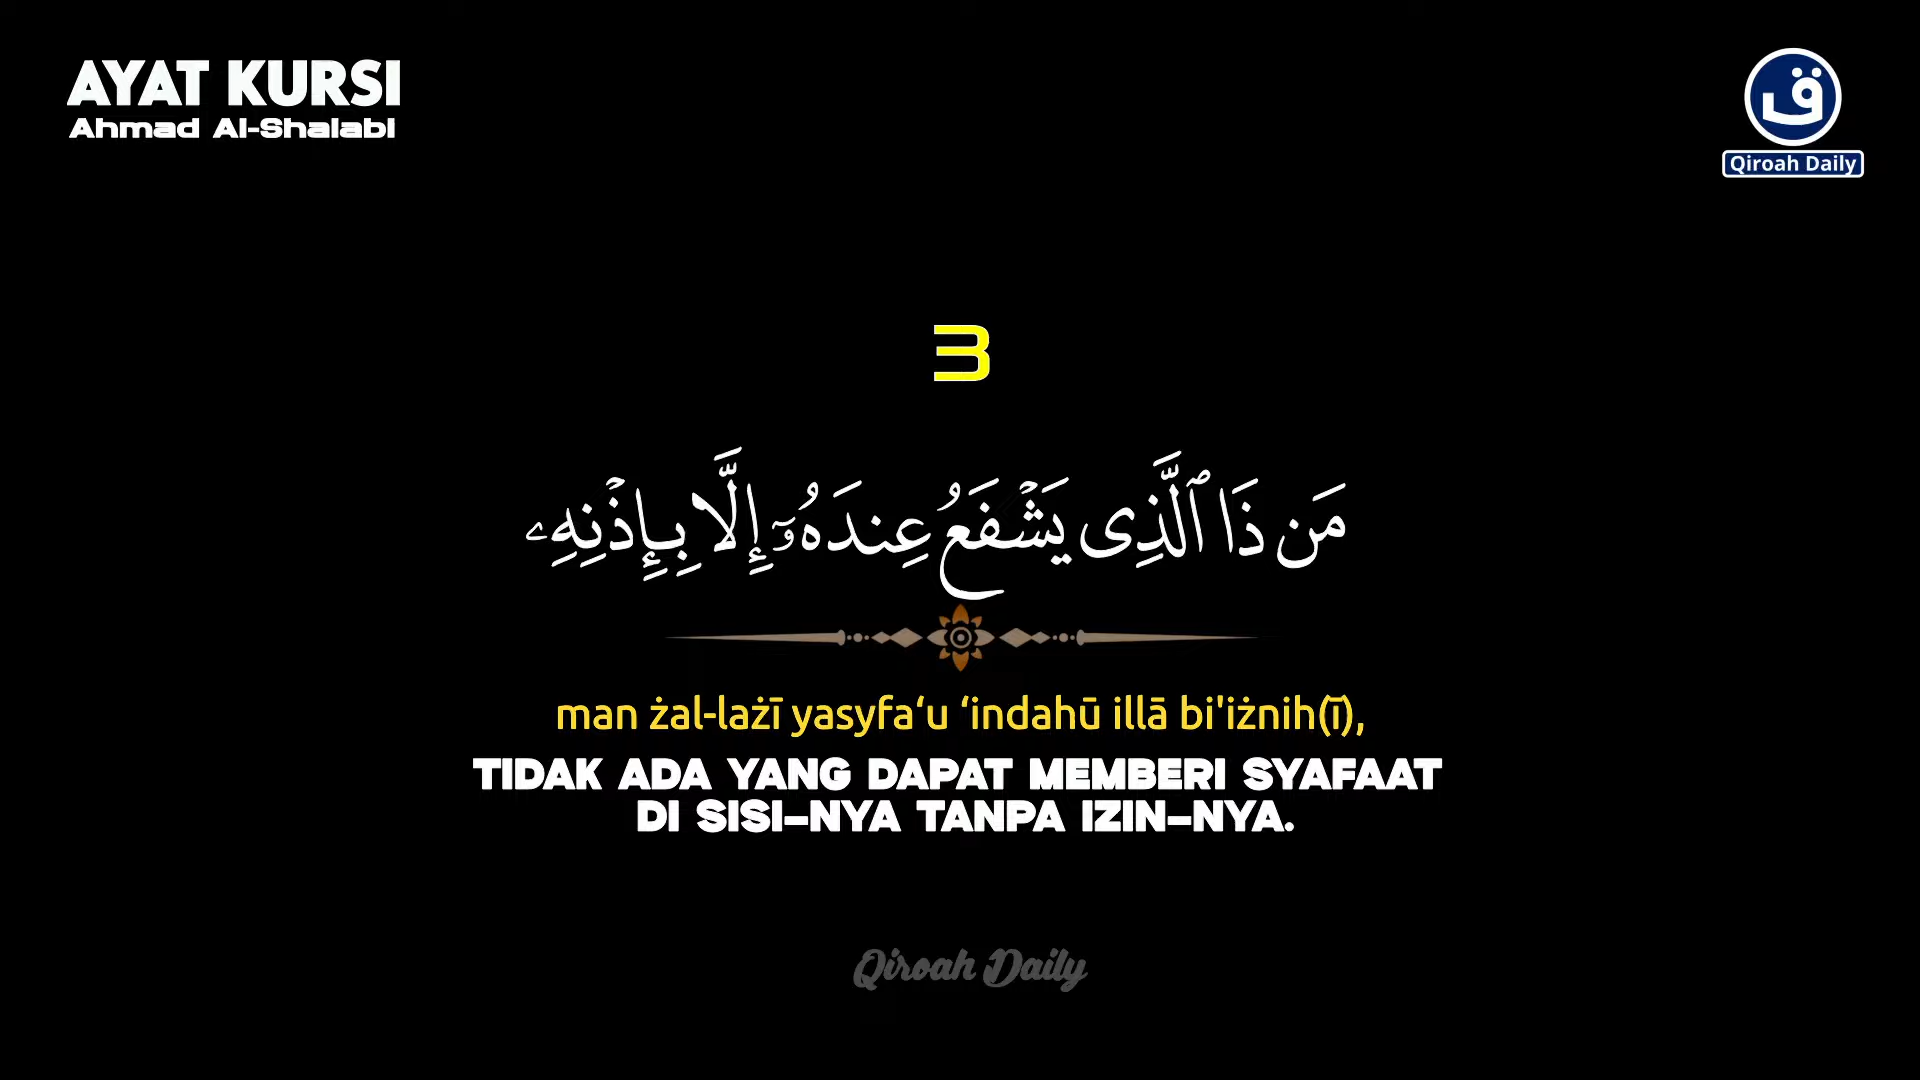 AYAT KURSI
Ahmad Al-Shalabi
ق
Qiroah Daily
3
مَن ذَا ٱلَّذِى يَشْفَعُ عِندَهُۥٓ إِلَّا بِإِذْنِهِۦ
man żal-lażī yasyfa‘u ‘indahū illā bi'iżnih(ī),
TIDAK ADA YANG DAPAT MEMBERI SYAFAAT
DI SISI-NYA TANPA IZIN-NYA.
Qiroah Daily